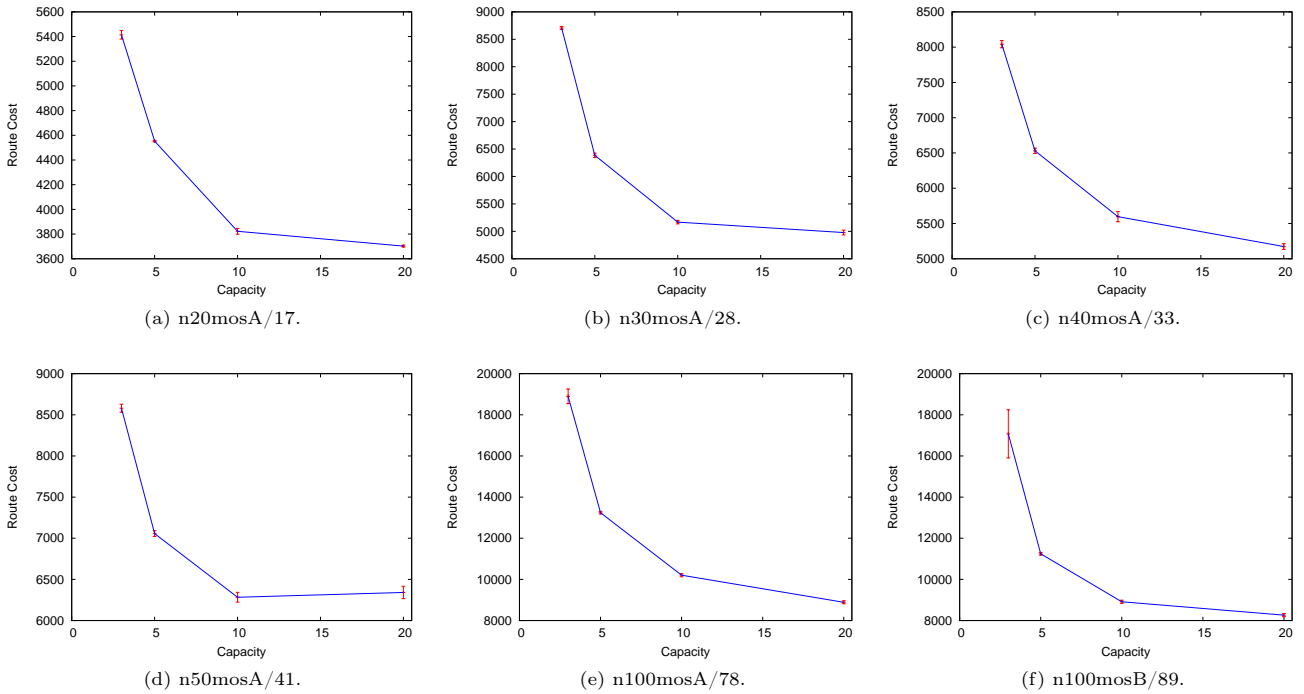 5600
5400
5200
5000
4800
4600
4400
4200
4000
3800
3600
Route Cost
0 5 10 15 20
Capacity
(a) n20mosA/17.
9000
8500
8000
7500
7000
6500
6000
5500
5000
4500
Route Cost
0 5 10 15 20
Capacity
(b) n30mosA/28.
8500
8000
7500
7000
6500
6000
5500
5000
Route Cost
0 5 10 15 20
Capacity
(c) n40mosA/33.
9000
8500
8000
7500
7000
6500
6000
Route Cost
0 5 10 15 20
Capacity
(d) n50mosA/41.
20000
18000
16000
14000
12000
10000
8000
Route Cost
0 5 10 15 20
Capacity
(e) n100mosA/78.
20000
18000
16000
14000
12000
10000
8000
Route Cost
0 5 10 15 20
Capacity
(f) n100mosB/89.